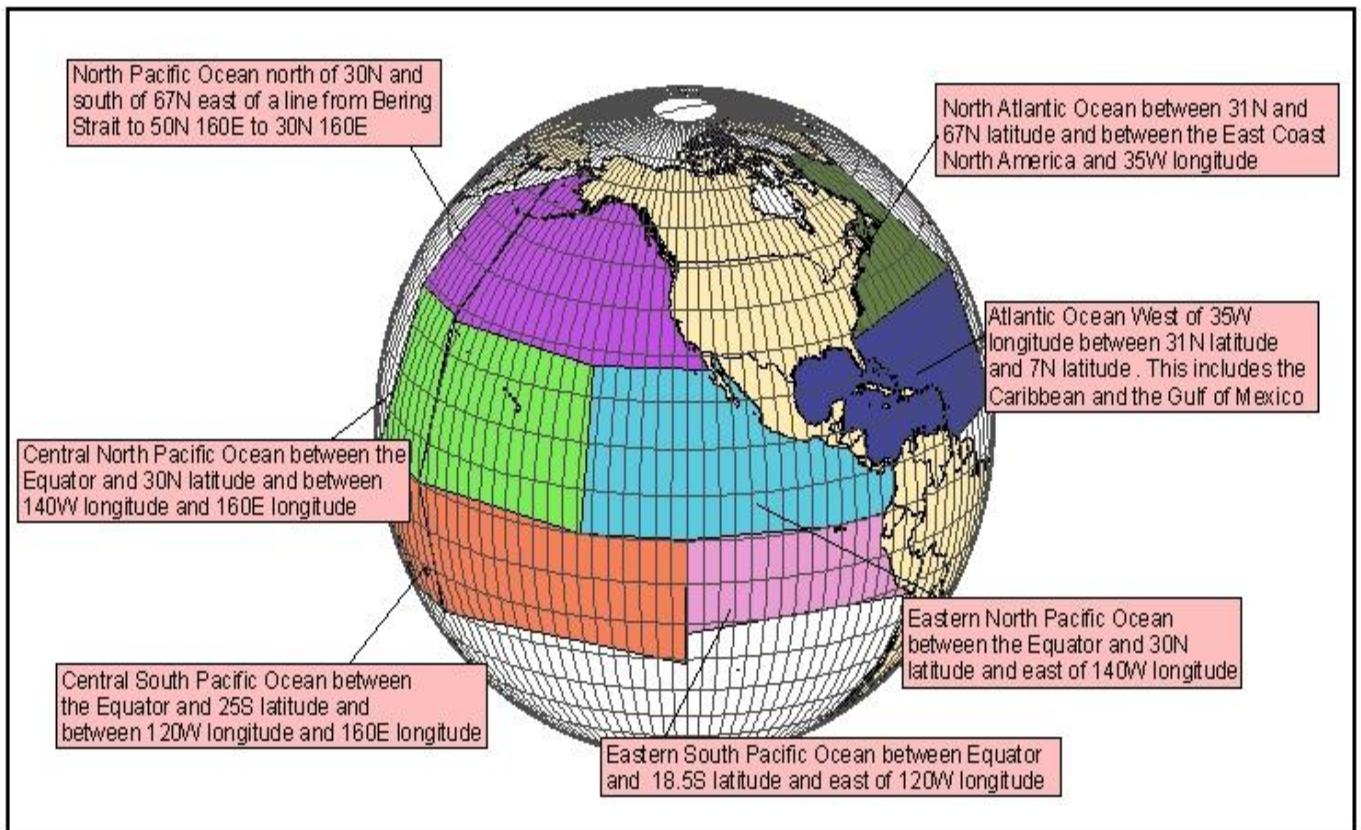 North Pacific Ocean north of 30N and
south of 67N east of a line from Bering
Strait to 50N 160E to 30N 160E
North Atlantic Ocean between 31N and
67N latitude and between the East Coast
North America and 35W longitude
Atlantic Ocean West of 35W
longitude between 31N latitude
and 7N latitude . This includes the
Caribbean and the Gulf of Mexico
Central North Pacific Ocean between the
Equator and 30N latitude and between
140W longitude and 160E longitude
Eastern North Pacific Ocean
between the Equator and 30N
latitude and east of 140W longitude
Central South Pacific Ocean between
the Equator and 25S latitude and
between 120W longitude and 160E longitude
Eastern South Pacific Ocean between Equator
and 18.5S latitude and east of 120W longitude